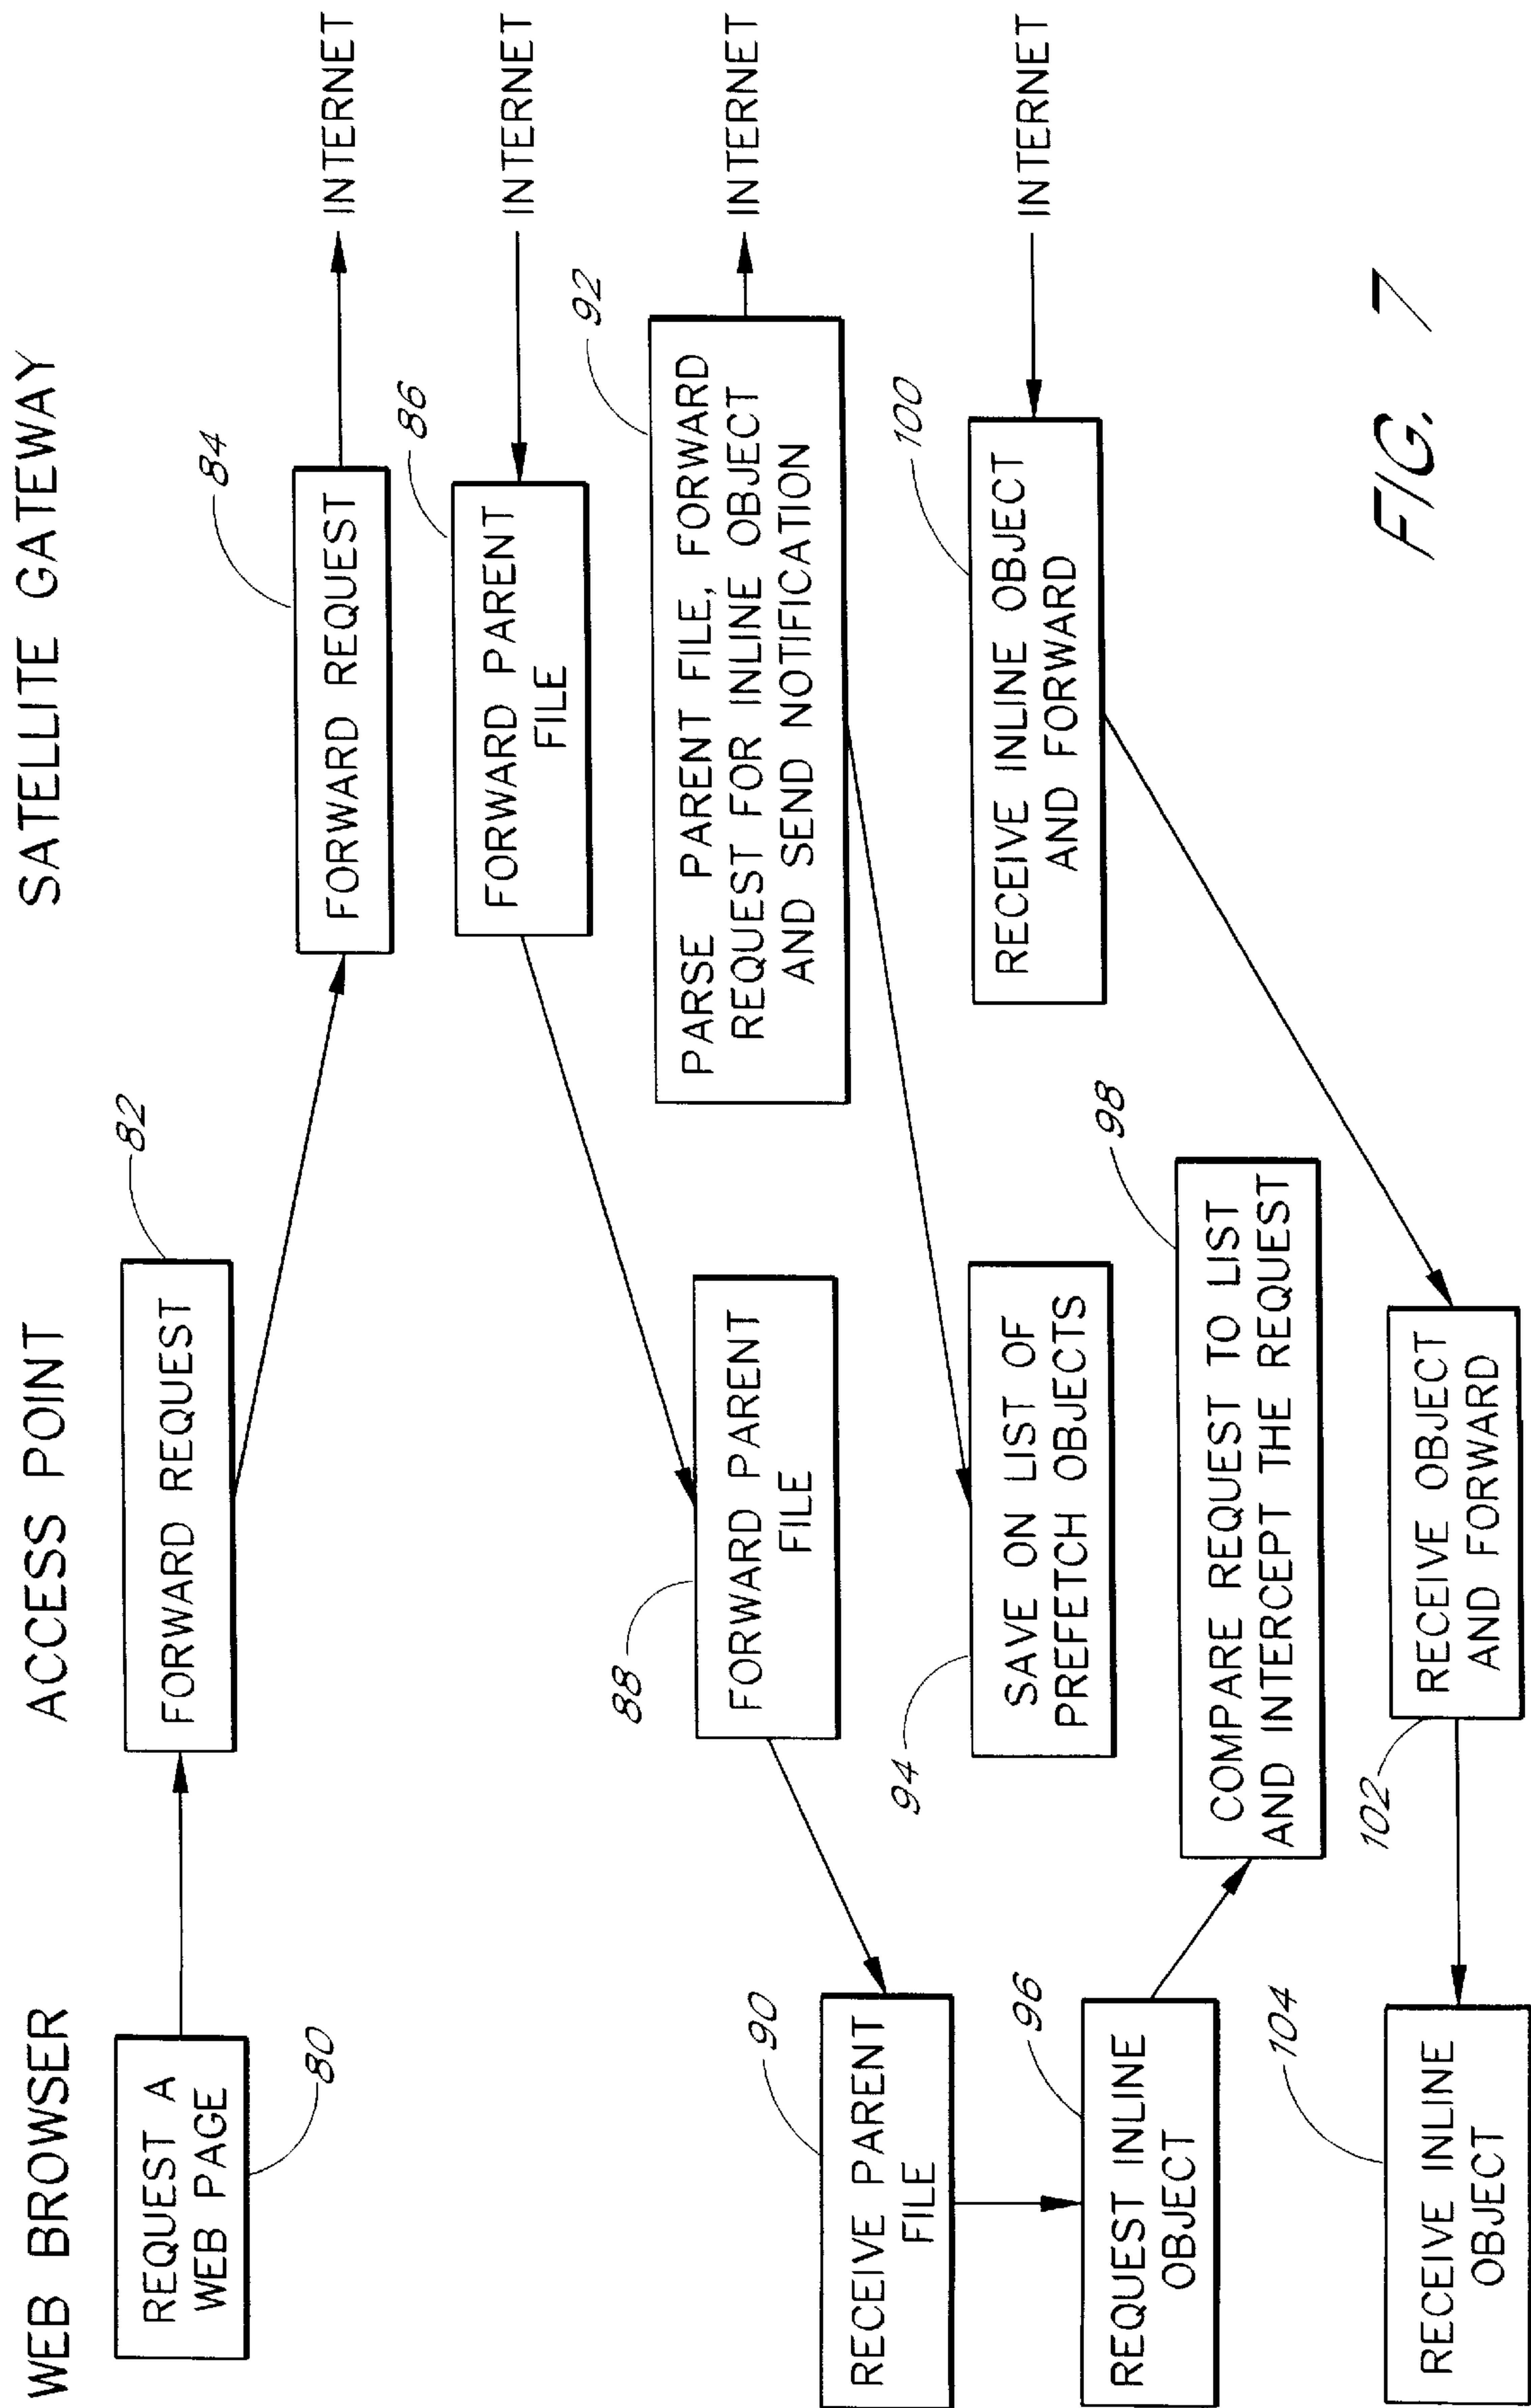 WEB BROWSER
ACCESS POINT
SATELLITE GATEWAY
REQUEST A
WEB PAGE
80
FORWARD REQUEST
82
FORWARD REQUEST
84
INTERNET
FORWARD PARENT
FILE
86
INTERNET
FORWARD PARENT
FILE
88
RECEIVE PARENT
FILE
90
PARSE PARENT FILE, FORWARD
REQUEST FOR INLINE OBJECT
AND SEND NOTIFICATION
92
INTERNET
SAVE ON LIST OF
PREFETCH OBJECTS
94
REQUEST INLINE
OBJECT
96
COMPARE REQUEST TO LIST
AND INTERCEPT THE REQUEST
98
RECEIVE INLINE OBJECT
AND FORWARD
100
INTERNET
RECEIVE OBJECT
AND FORWARD
102
RECEIVE INLINE
OBJECT
104
FIG. 7